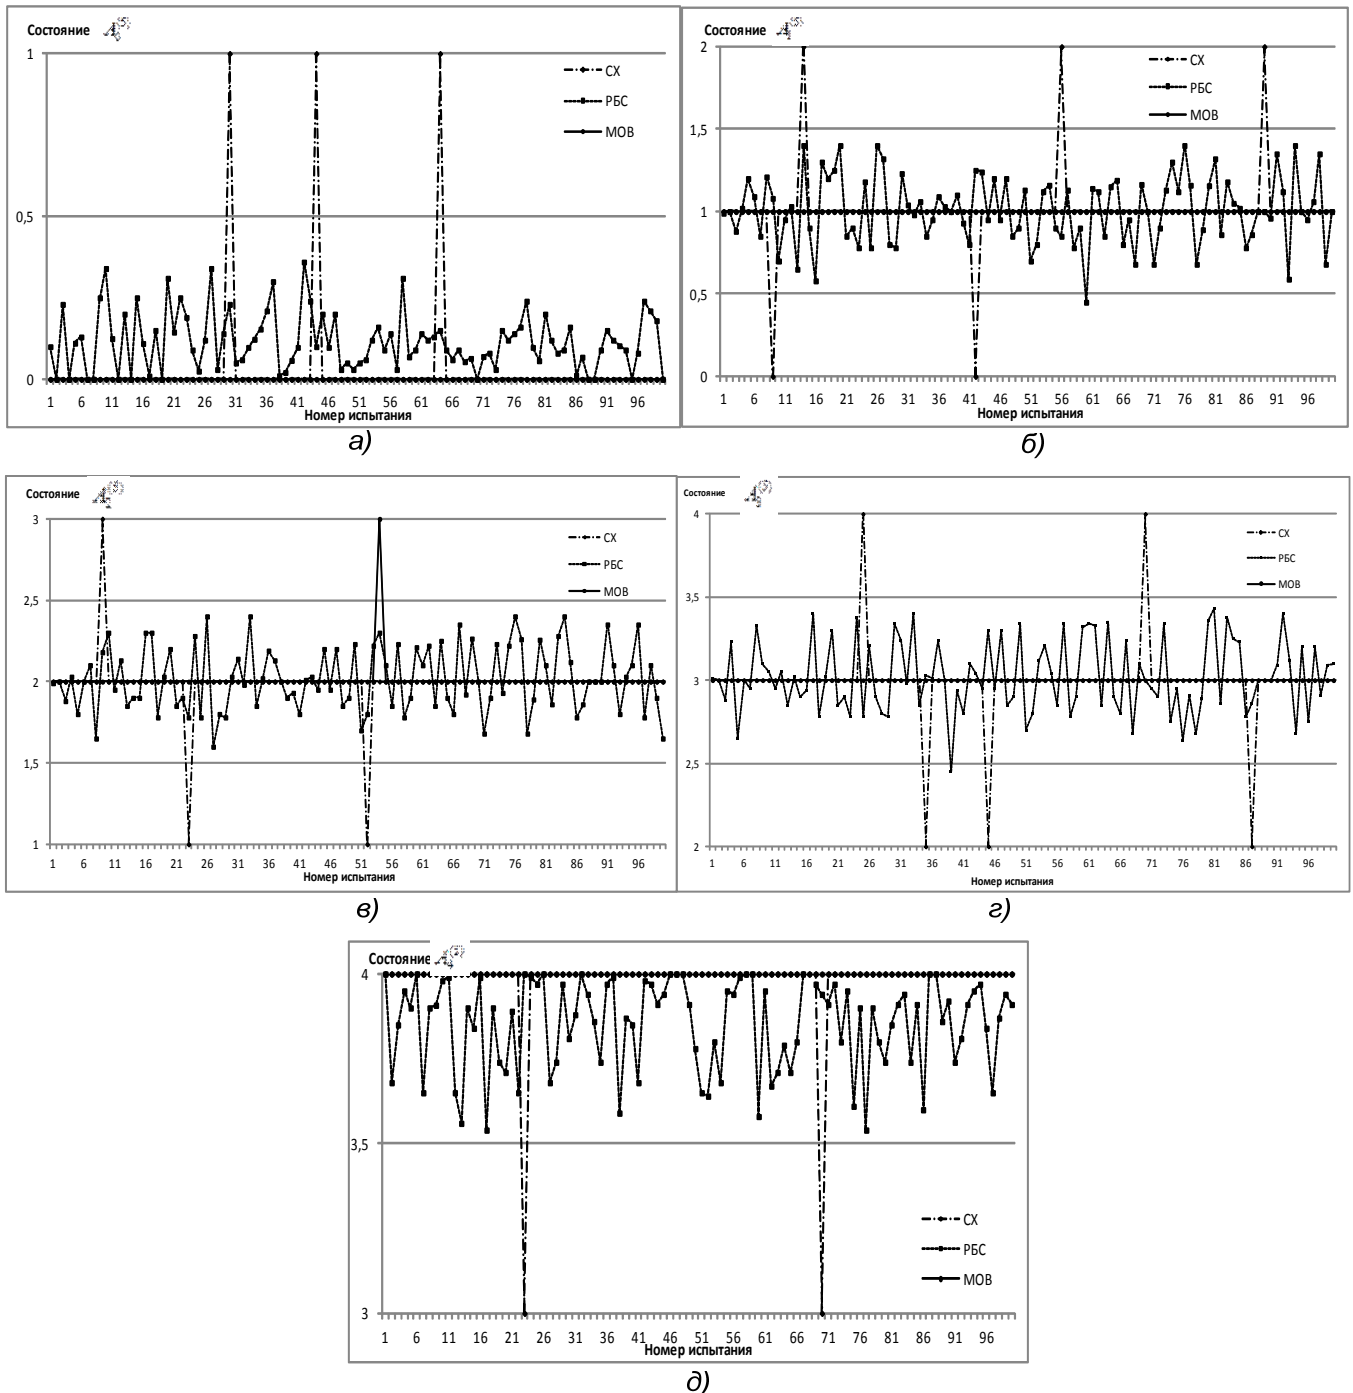 Состояние
1
0,5
0
СХ
РБС
МОВ
1 6 11 16 21 26 31 36 41 46 51 56 61 66 71 76 81 86 91 96
Номер испытания
а)
Состояние
2
1,5
1
0,5
0
СХ
РБС
МОВ
1 6 11 16 21 26 31 36 41 46 51 56 61 66 71 76 81 86 91 96
Номер испытания
б)
Состояние
3
2,5
2
1,5
1
СХ
РБС
МОВ
1 6 11 16 21 26 31 36 41 46 51 56 61 66 71 76 81 86 91 96
Номер испытания
в)
Состояние
4
3,5
3
2,5
2
СХ
РБС
МОВ
1 6 11 16 21 26 31 36 41 46 51 56 61 66 71 76 81 86 91 96
Номер испытания
г)
Состояние
4
3,5
3
СХ
РБС
МОВ
1 6 11 16 21 26 31 36 41 46 51 56 61 66 71 76 81 86 91 96
Номер испытания
д)